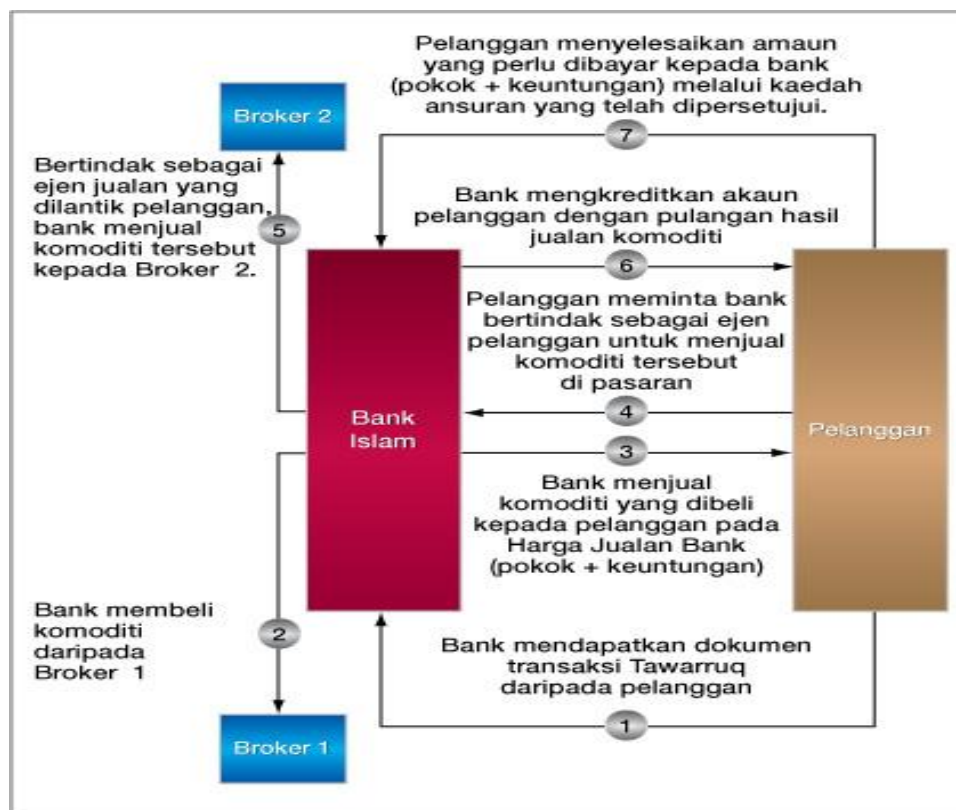 Pelanggan menyelesaikan amaun
yang perlu dibayar kepada bank
(pokok + keuntungan) melalui kaedah
ansuran yang telah dipersetujui.
7
Broker 2
Bertindak sebagai
ejen jualan yang
dilantik pelanggan,
bank menjual
komoditi tersebut
kepada Broker 2.
5
Bank mengkreditkan akaun
pelanggan dengan pulangan hasil
jualan komoditi
6
Pelanggan meminta bank
bertindak sebagai ejen
pelanggan untuk menjual
komoditi tersebut
di pasaran
4
Bank
Islam
Pelanggan
3
Bank menjual
komoditi yang dibeli
kepada pelanggan pada
Harga Jualan Bank
(pokok + keuntungan)
Bank membeli
komoditi
daripada
Broker 1
2
Bank mendapatkan dokumen
transaksi Tawarruq
daripada pelanggan
1
Broker 1